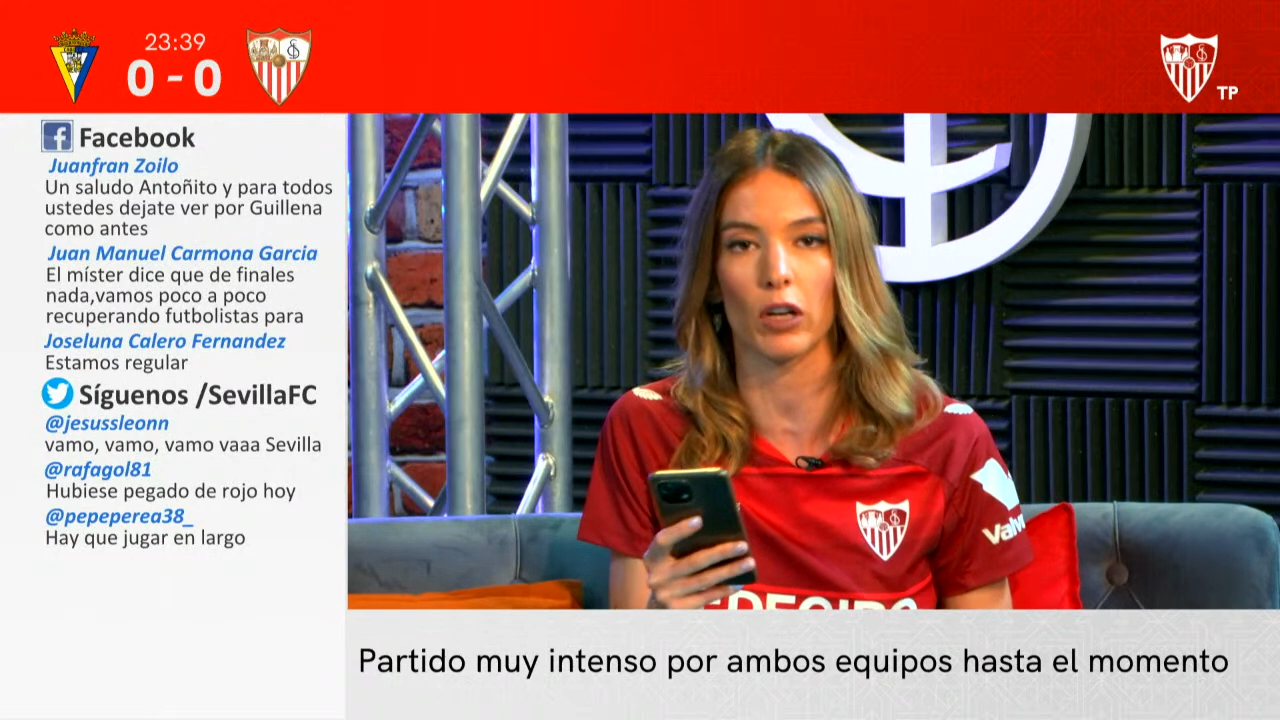 23:39
0 - 0
TP
Facebook
Juanfran Zoilo
Un saludo Antoñito y para todos
ustedes dejate ver por Guillena
como antes
Juan Manuel Carmona Garcia
El míster dice que de finales
nada,vamos poco a poco
recuperando futbolistas para
Joseluna Calero Fernandez
Estamos regular
Síguenos /SevillaFC
@jesussleonn
vamo, vamo, vamo vaaa Sevilla
@rafagol81
Hubiese pegado de rojo hoy
@pepeperea38_
Hay que jugar en largo
Partido muy intenso por ambos equipos hasta el momento